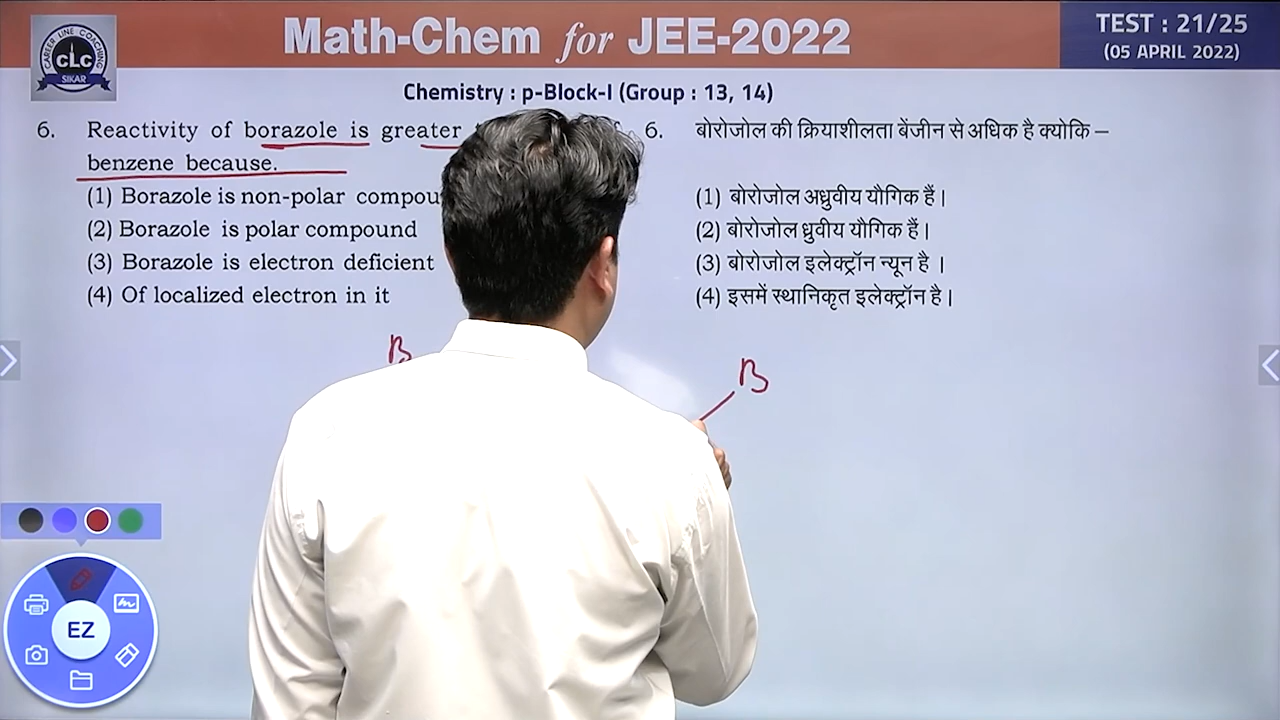 CAREER LINE COACHING
CLC
SIKAR
Math-Chem for JEE-2022
TEST : 21/25
(05 APRIL 2022)
Chemistry : p-Block-I (Group : 13, 14)
6. Reactivity of borazole is greater
benzene because.
(1) Borazole is non-polar
(2) Borazole is polar compound
(3) Borazole is electron deficient
(4) Of localized electron in it
6. बोरोजोल की क्रियाशीलता बेंजीन से अधिक है क्योकि –
(1) बोरोजोल अध्रुवीय यौगिक हैं।
(2) बोरोजोल ध्रुवीय यौगिक हैं।
(3) बोरोजोल इलेक्ट्रॉन न्यून है ।
(4) इसमें स्थानिकृत इलेक्ट्रॉन है।
B
B
EZ